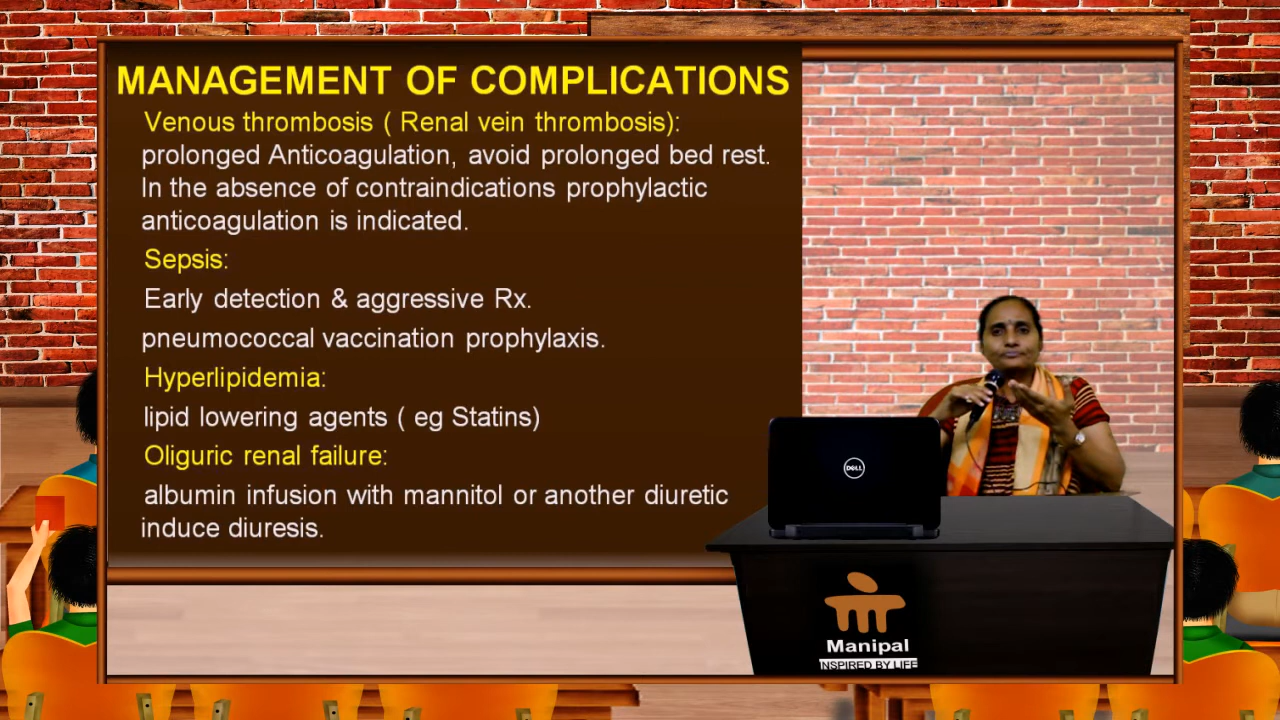 MANAGEMENT OF COMPLICATIONS
Venous thrombosis ( Renal vein thrombosis):
prolonged Anticoagulation, avoid prolonged bed rest.
In the absence of contraindications prophylactic
anticoagulation is indicated.
Sepsis:
Early detection & aggressive Rx.
pneumococcal vaccination prophylaxis.
Hyperlipidemia:
lipid lowering agents ( eg Statins)
Oliguric renal failure:
albumin infusion with mannitol or another diuretic
induce diuresis.
DELL
Manipal
INSPIRED BY LIFE